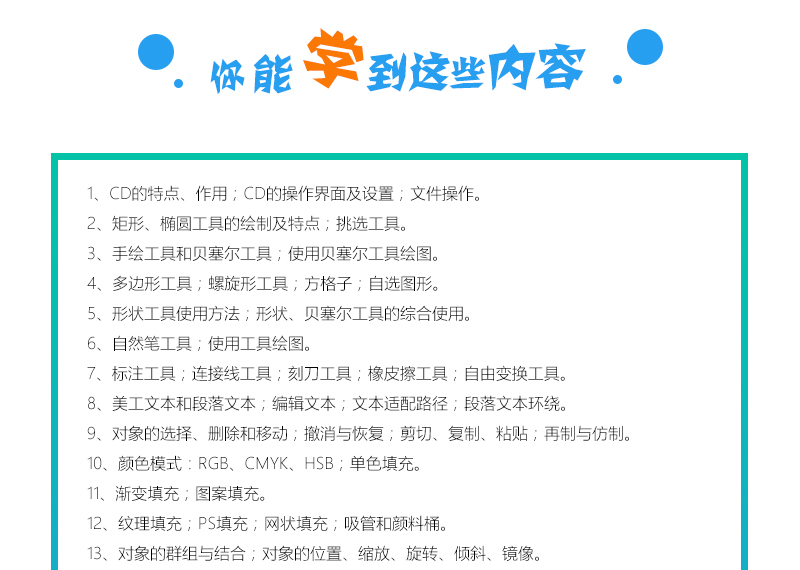 你能学到这些内容
1、CD的特点、作用；CD的操作界面及设置；文件操作。
2、矩形、椭圆工具的绘制及特点；挑选工具。
3、手绘工具和贝塞尔工具；使用贝塞尔工具绘图。
4、多边形工具；螺旋形工具；方格子；自选图形。
5、形状工具使用方法；形状、贝塞尔工具的综合使用。
6、自然笔工具；使用工具绘图。
7、标注工具；连接线工具；刻刀工具；橡皮擦工具；自由变换工具。
8、美工文本和段落文本；编辑文本；文本适配路径；段落文本环绕。
9、对象的选择、删除和移动；撤消与恢复；剪切、复制、粘贴；再制与仿制。
10、颜色模式：RGB、CMYK、HSB；单色填充。
11、渐变填充；图案填充。
12、纹理填充；PS填充；网状填充；吸管和颜料桶。
13、对象的群组与结合；对象的位置、缩放、旋转、倾斜、镜像。